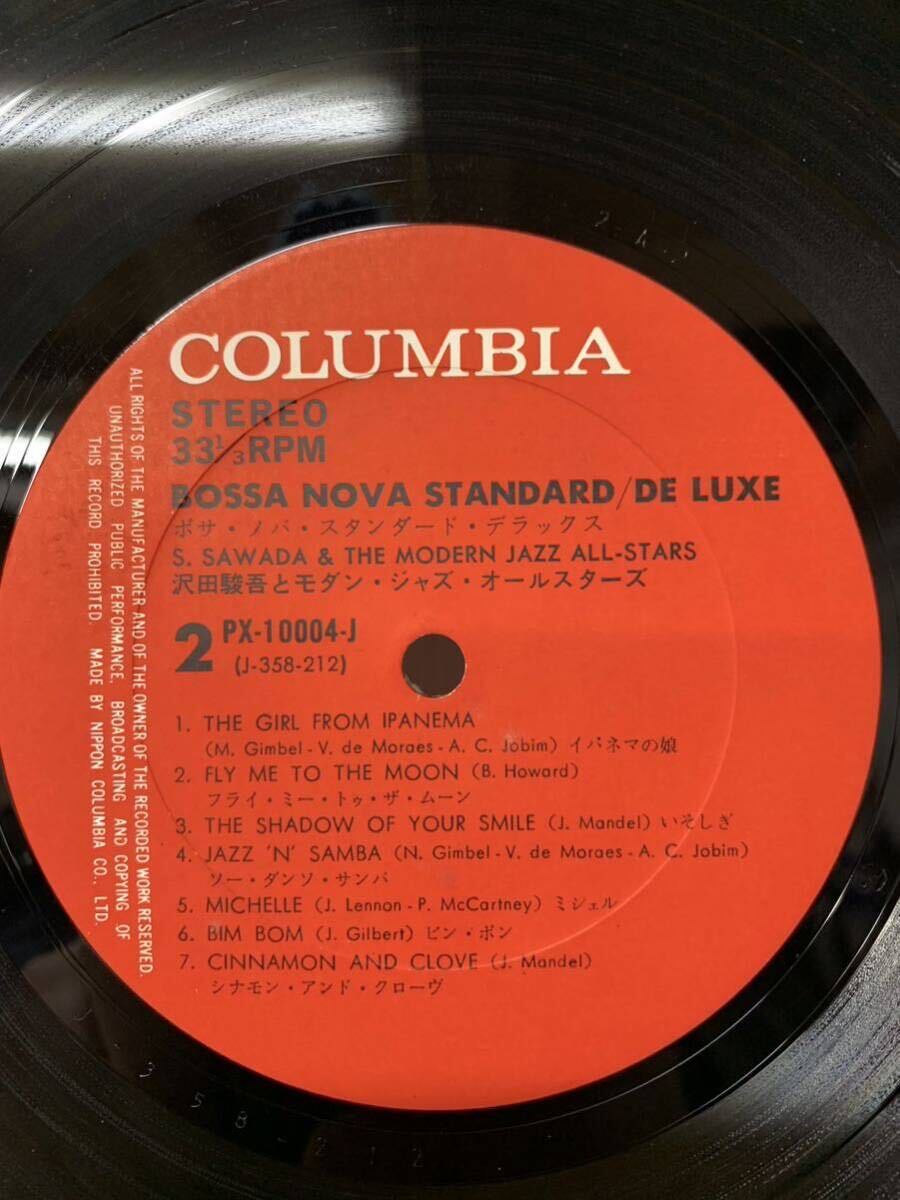 COLUMBIA
STEREO
33 1/3 RPM
BOSSA NOVA STANDARD/DE LUXE
ボサ・ノバ・スタンダード・デラックス
S. SAWADA & THE MODERN JAZZ ALL-STARS
沢田駿吾とモダン・ジャズ・オールスターズ
2 PX-10004-J
(J-358-212)
1. THE GIRL FROM IPANEMA
(M. Gimbel - V. de Moraes - A. C. Jobim) イパネマの娘
2. FLY ME TO THE MOON (B. Howard)
フライ・ミー・トゥ・ザ・ムーン
3. THE SHADOW OF YOUR SMILE (J. Mandel) いそしぎ
4. JAZZ 'N' SAMBA (N. Gimbel - V. de Moraes - A. C. Jobim)
ソー・ダンソ・サンバ
5. MICHELLE (J. Lennon - P. McCartney) ミシェル
6. BIM BOM (J. Gilbert) ビン・ボン
7. CINNAMON AND CLOVE (J. Mandel)
シナモン・アンド・クローヴ
ALL RIGHTS OF THE MANUFACTURER AND OF THE OWNER OF THE RECORDED WORK RESERVED.
UNAUTHORIZED PUBLIC PERFORMANCE, BROADCASTING AND COPYING OF
THIS RECORD PROHIBITED. MADE BY NIPPON COLUMBIA CO., LTD.
358-212